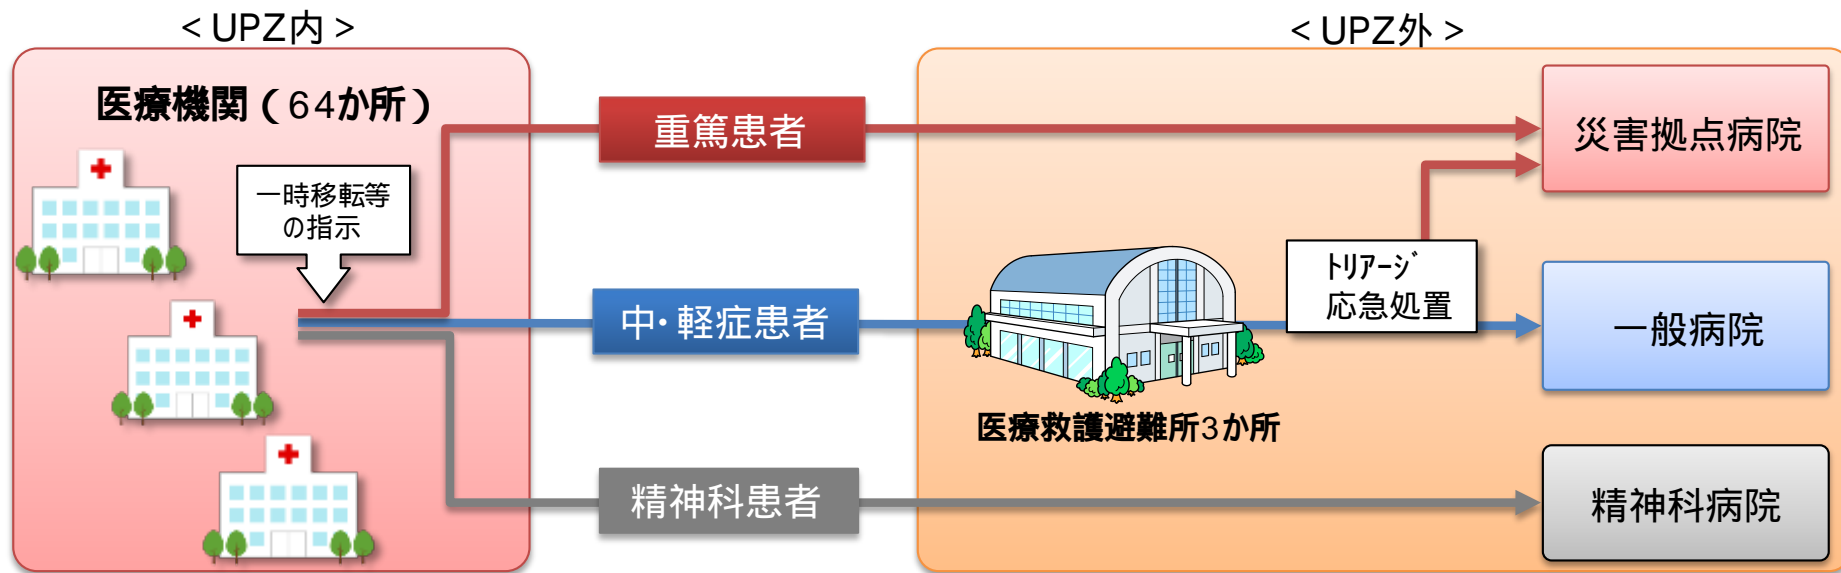 ＜UPZ内＞
＜UPZ外＞
医療機関（64か所）
一時移転等
の指示
重篤患者
中・軽症患者
精神科患者
医療救護避難所3か所
ﾄﾘｱｰｼﾞ
応急処置
災害拠点病院
一般病院
精神科病院